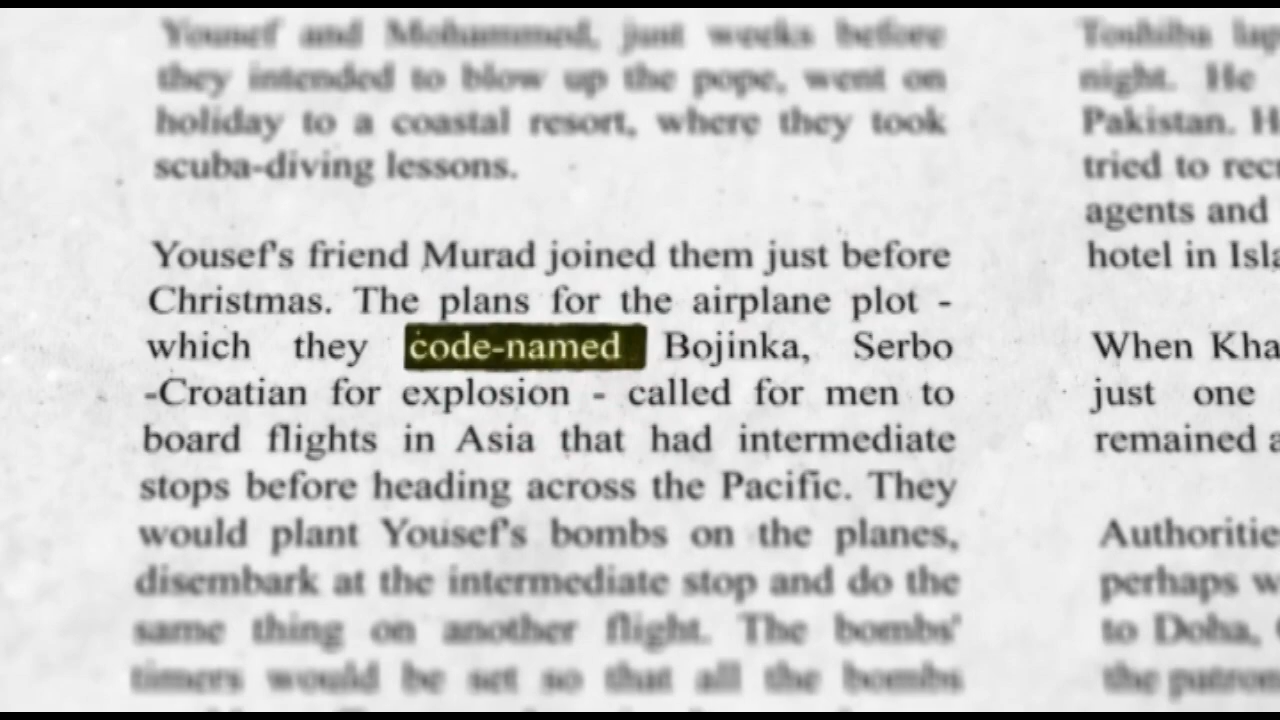 Yousef and Mohammed, just weeks before
they intended to blow up the pope, went on
holiday to a coastal resort, where they took
scuba-diving lessons.
Yousef's friend Murad joined them just before
Christmas. The plans for the airplane plot -
which they code-named Bojinka, Serbo
-Croatian for explosion - called for men to
board flights in Asia that had intermediate
stops before heading across the Pacific. They
would plant Yousef's bombs on the planes,
disembark at the intermediate stop and do the
same thing on another flight. The bombs'
timers would be set so that all the bombs
Toshiba
night. He
Pakistan.
tried to
agents and
hotel in
When
just one
remained
perhaps
to Doha,
the